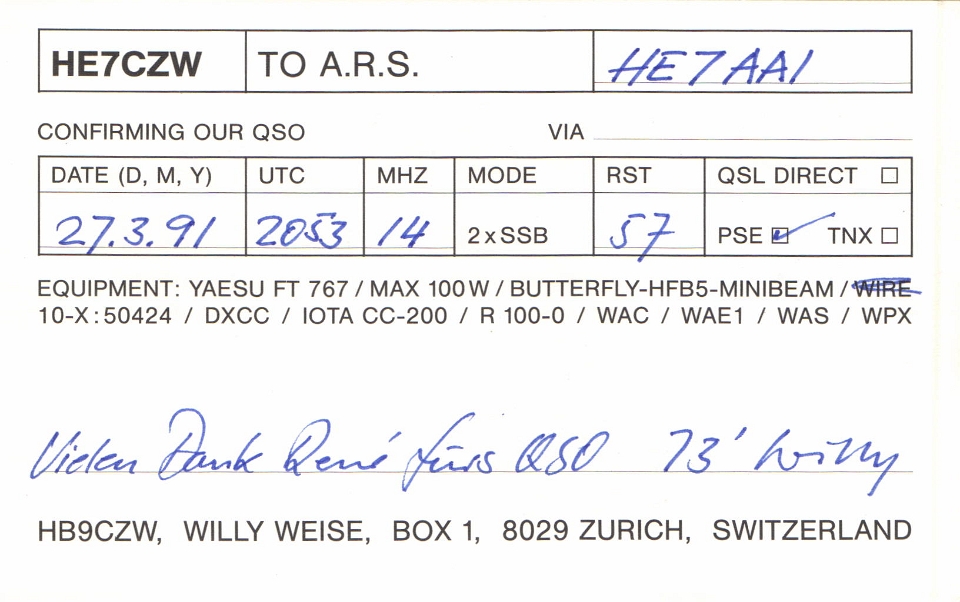 HE7CZW TO A.R.S. HE7AA1
CONFIRMING OUR QSO VIA
DATE (D, M, Y) UTC MHZ MODE RST QSL DIRECT ☐
27.3.91 2053 14 2xSSB 57 PSE ☑ TNX ☐
EQUIPMENT: YAESU FT 767 / MAX 100W / BUTTERFLY-HFB5-MINIBEAM / WIRE
10-X:50424 / DXCC / IOTA CC-200 / R 100-0 / WAC / WAE1 / WAS / WPX
Vielen Dank René fürs QSO 73' Willy
HB9CZW, WILLY WEISE, BOX 1, 8029 ZURICH, SWITZERLAND